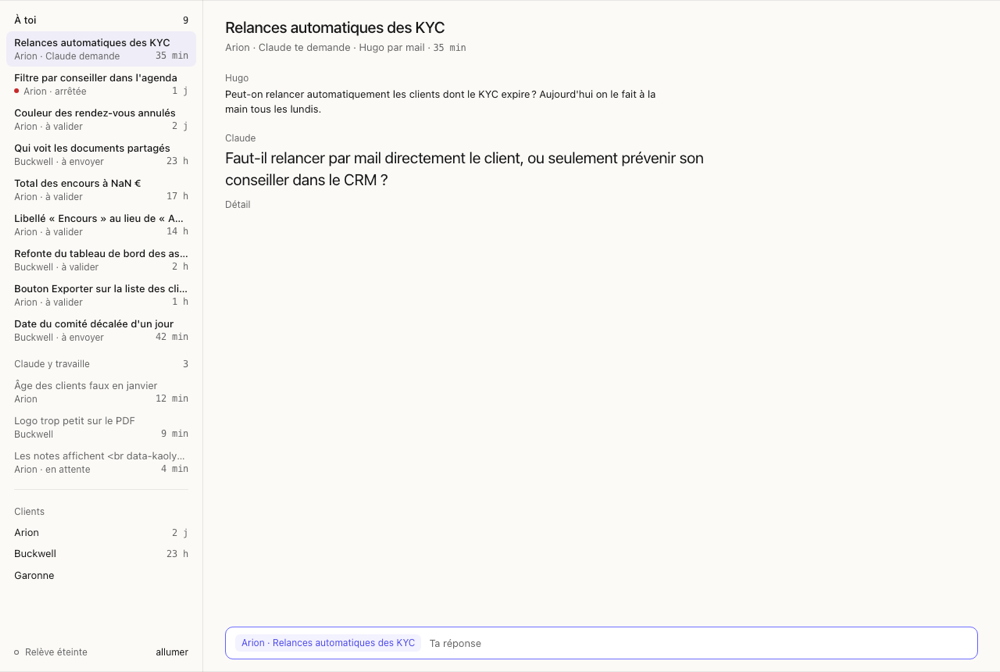 À toi 9
Relances automatiques des KYC
Arion · Claude demande 35 min
Filtre par conseiller dans l'agenda
Arion · arrêtée 1 j
Couleur des rendez-vous annulés
Arion · à valider 2 j
Qui voit les documents partagés
Buckwell · à envoyer 23 h
Total des encours à NaN €
Arion · à valider 17 h
Libellé « Encours » au lieu de « A...
Arion · à valider 14 h
Refonte du tableau de bord des as...
Buckwell · à valider 2 h
Bouton Exporter sur la liste des cli...
Arion · à valider 1 h
Date du comité décalée d'un jour
Buckwell · à envoyer 42 min
Claude y travaille 3
Âge des clients faux en janvier
Arion 12 min
Logo trop petit sur le PDF
Buckwell 9 min
Les notes affichent <br data-kaoly...
Arion · en attente 4 min
Clients
Arion 2 j
Buckwell 23 h
Garonne
Relève éteinte allumer
Relances automatiques des KYC
Arion · Claude te demande · Hugo par mail · 35 min
Hugo
Peut-on relancer automatiquement les clients dont le KYC expire ? Aujourd'hui on le fait à la
main tous les lundis.
Claude
Faut-il relancer par mail directement le client, ou seulement prévenir son
conseiller dans le CRM ?
Détail
Arion · Relances automatiques des KYC Ta réponse